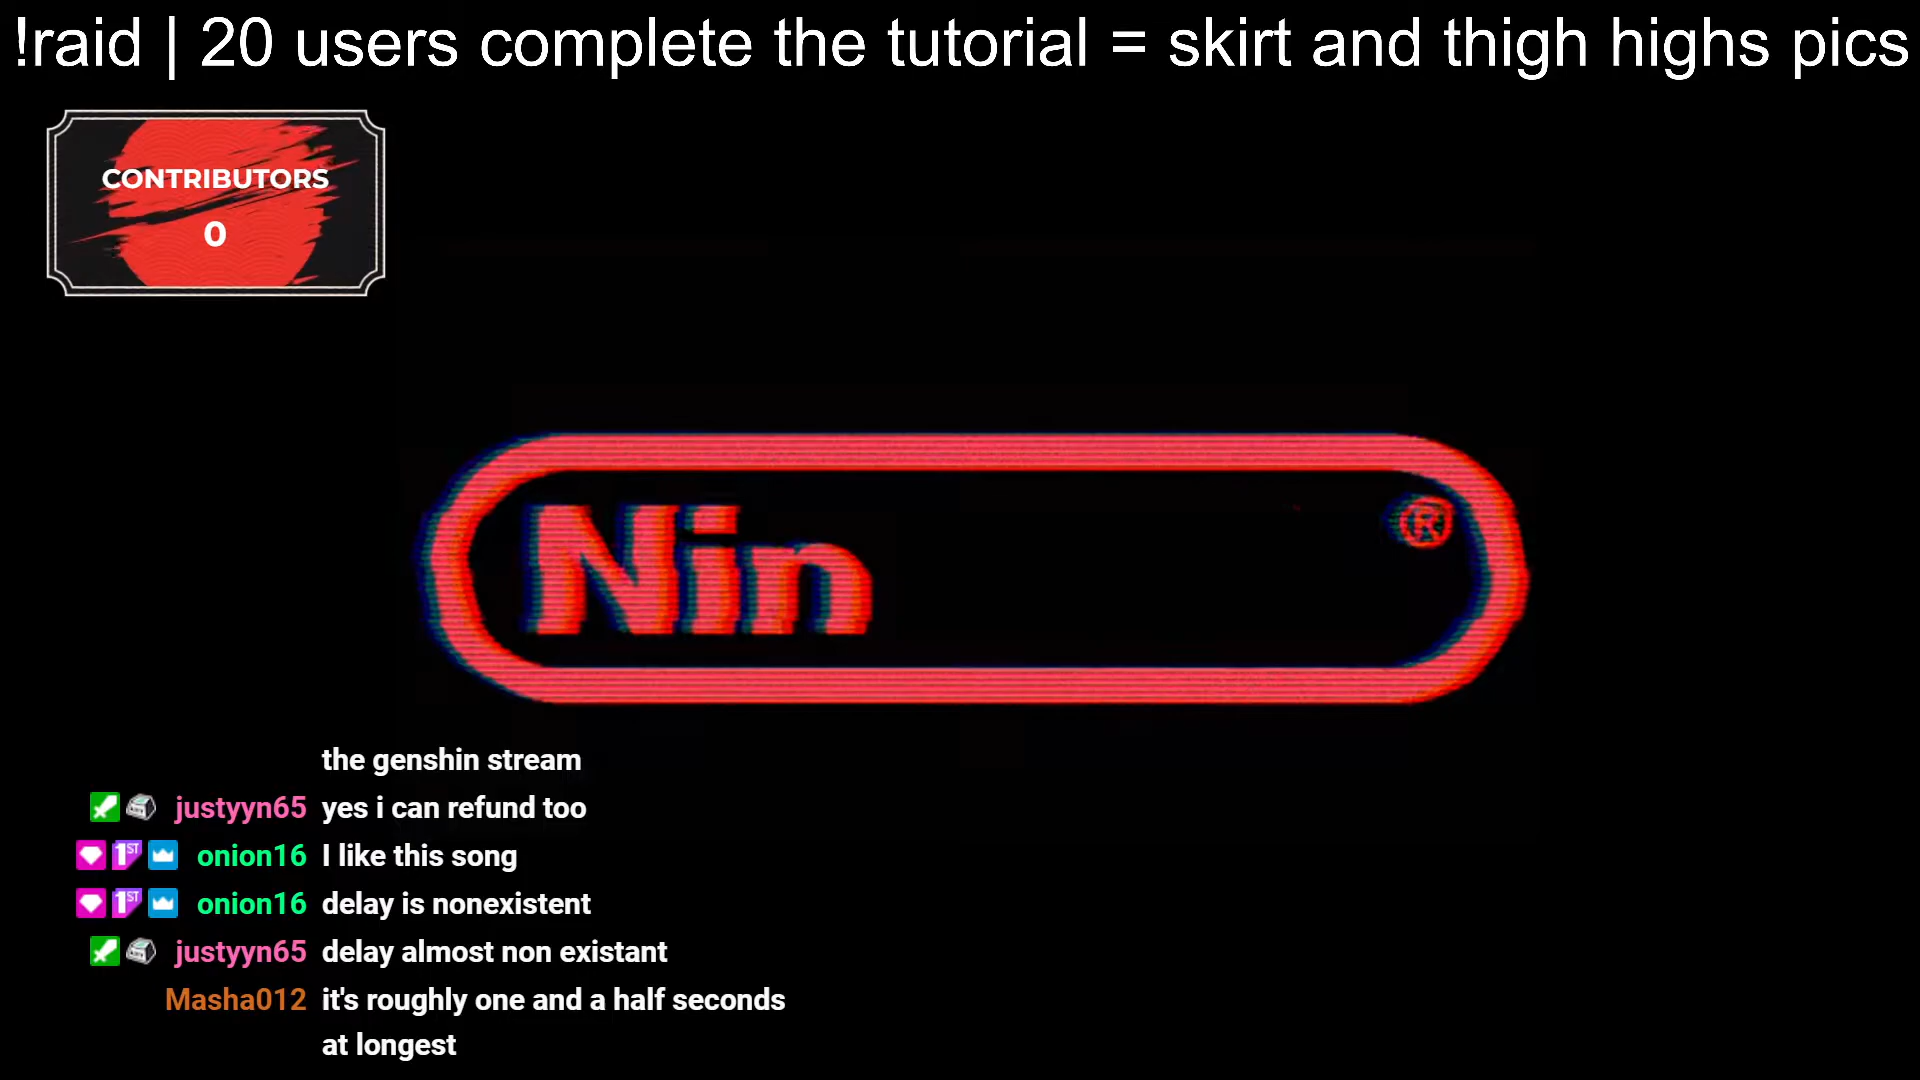 !raid | 20 users complete the tutorial = skirt and thigh highs pics
CONTRIBUTORS
0
Nin ®
the genshin stream
justyyn65 yes i can refund too
1ST onion16 I like this song
1ST onion16 delay is nonexistent
justyyn65 delay almost non existant
Masha012 it's roughly one and a half seconds
at longest